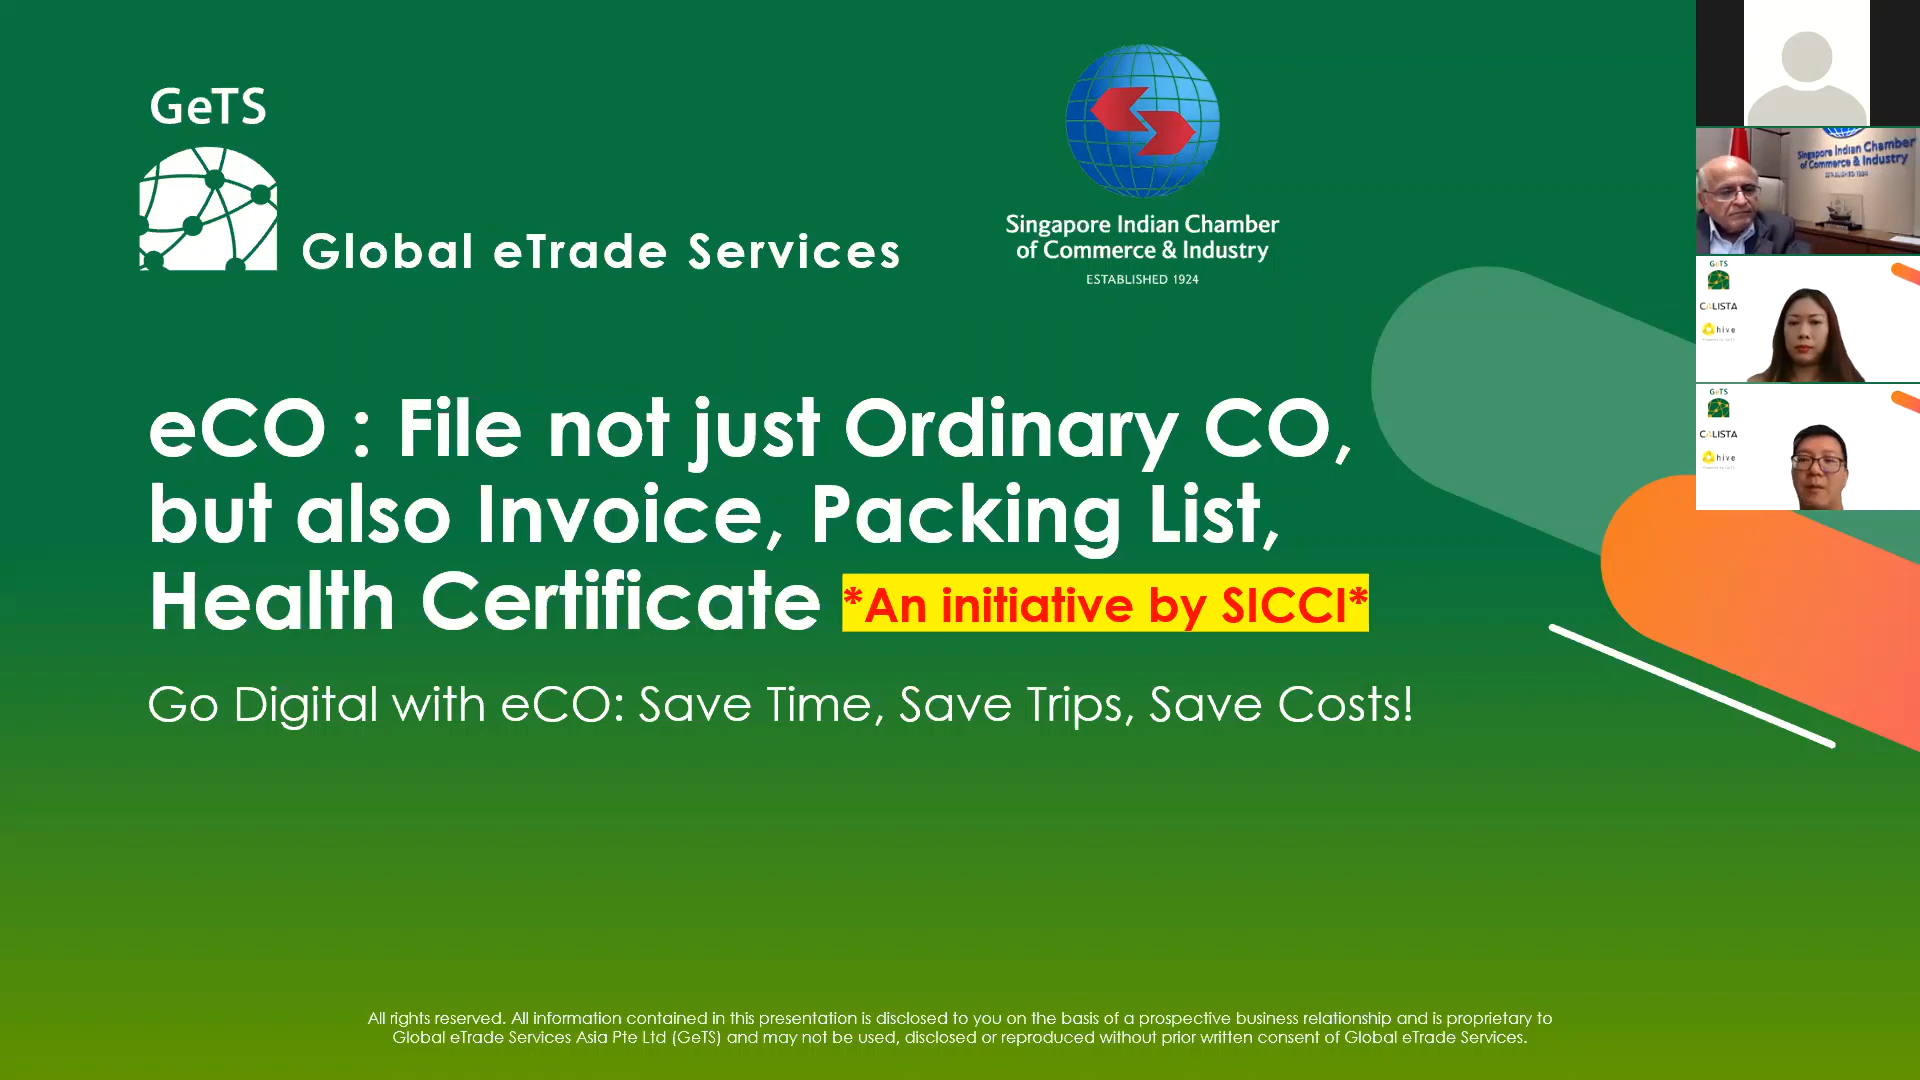 GeTS
Global eTrade Services
Singapore Indian Chamber
of Commerce & Industry
ESTABLISHED 1924
eCO : File not just Ordinary CO,
but also Invoice, Packing List,
Health Certificate *An initiative by SICCI*
Go Digital with eCO: Save Time, Save Trips, Save Costs!
All rights reserved. All information contained in this presentation is disclosed to you on the basis of a prospective business relationship and is proprietary to
Global eTrade Services Asia Pte Ltd (GeTS) and may not be used, disclosed or reproduced without prior written consent of Global eTrade Services.
Singapore Indian Chamber
of Commerce & Industry
ESTABLISHED 1924
GeTS
CALISTA
hive
GeTS
CALISTA
hive